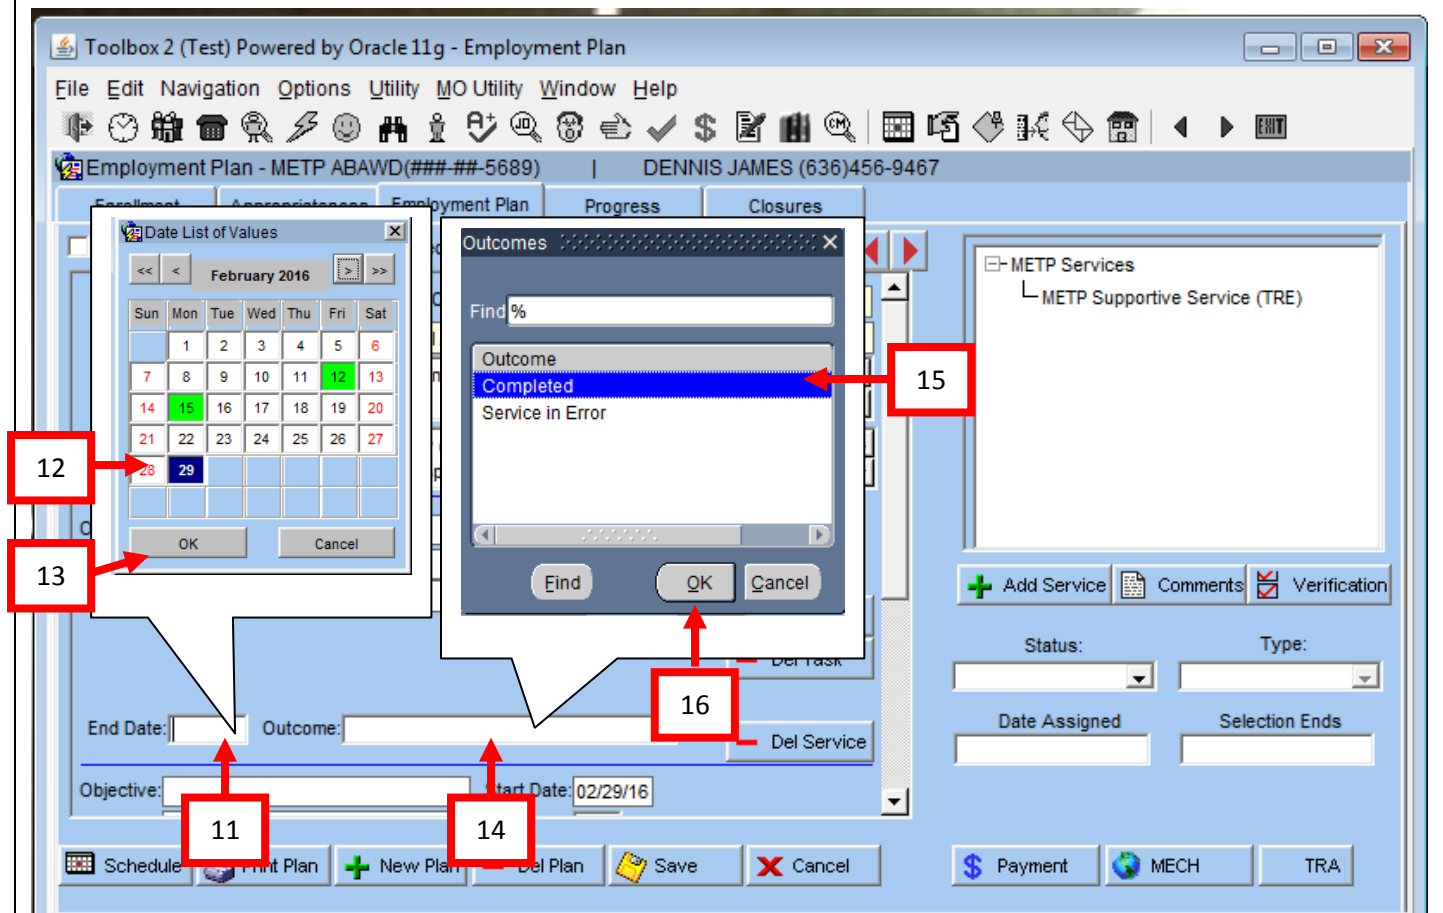 Toolbox 2 (Test) Powered by Oracle 11g - Employment Plan
File Edit Navigation Options Utility MO Utility Window Help
EXIT
Employment Plan - METP ABAWD(###-##-5689) | DENNIS JAMES (636)456-9467
Employment Plan Progress Closures
Date List of Values
<< < February 2016 > >>
Sun Mon Tue Wed Thu Fri Sat
1 2 3 4 5 6
7 8 9 10 11 12 13
14 15 16 17 18 19 20
21 22 23 24 25 26 27
28 29
OK Cancel
12
13
Outcomes
Find %
Outcome
Completed
Service in Error
Find OK Cancel
15
16
METP Services
METP Supportive Service (TRE)
Add Service Comments Verification
Status: Type:
Date Assigned Selection Ends
Del Task
End Date: Outcome:
Del Service
Objective: Start Date: 02/29/16
11
14
Schedule Print Plan New Plan Del Plan Save Cancel
$ Payment MECH TRA